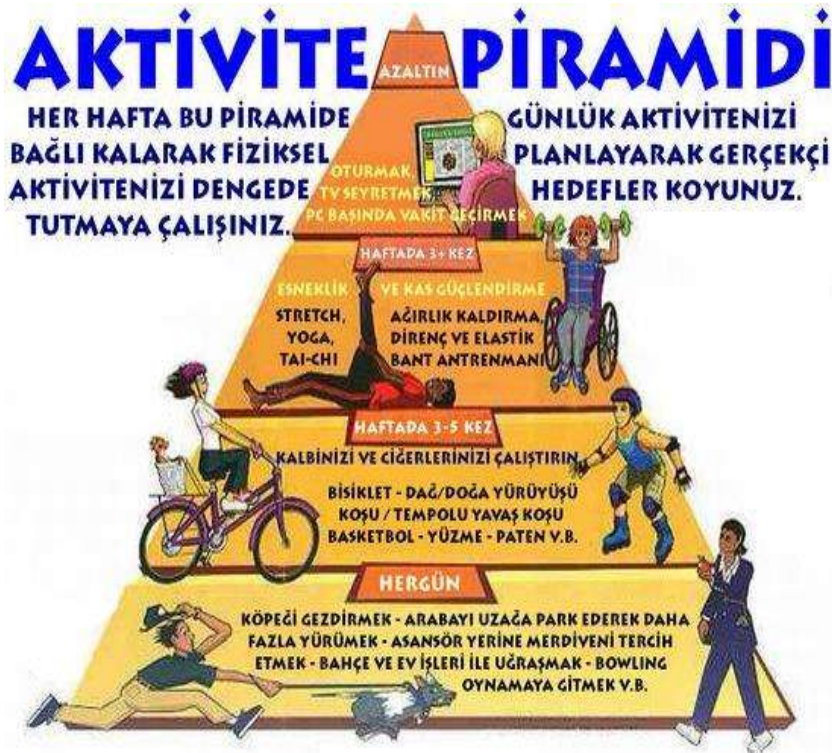 AKTİVİTE PİRAMİDİ
HER HAFTA BU PİRAMİDE
BAĞLI KALARAK FİZİKSEL
AKTİVİTENİZİ DENGEDE
TUTMAYA ÇALIŞINIZ.
GÜNLÜK AKTİVİTENİZİ
PLANLAYARAK GERÇEKÇİ
HEDEFLER KOYUNUZ.
AZALTIN
OTURMAK,
TV SEYRETMEK,
PC BAŞINDA VAKİT GEÇİRMEK
HAFTADA 3+ KEZ
ESNEKLİK VE KAS GÜÇLENDİRME
STRETCH,
YOGA,
TAI-CHI
AĞIRLIK KALDIRMA,
DİRENÇ VE ELASTİK
BANT ANTRENMANI
HAFTADA 3-5 KEZ
KALBİNİZİ VE CİĞERLERİNİZİ ÇALIŞTIRIN
BİSİKLET - DAĞ/DOĞA YÜRÜYÜŞÜ
KOŞU / TEMPOLU YAVAŞ KOŞU
BASKETBOL - YÜZME - PATEN V.B.
HERGÜN
KÖPEĞİ GEZDİRMEK - ARABAYI UZAĞA PARK EDEREK DAHA
FAZLA YÜRÜMEK - ASANSÖR YERİNE MERDİVENİ TERCİH
ETMEK - BAHÇE VE EV İŞLERİ İLE UĞRAŞMAK - BOWLING
OYNAMAYA GİTMEK V.B.